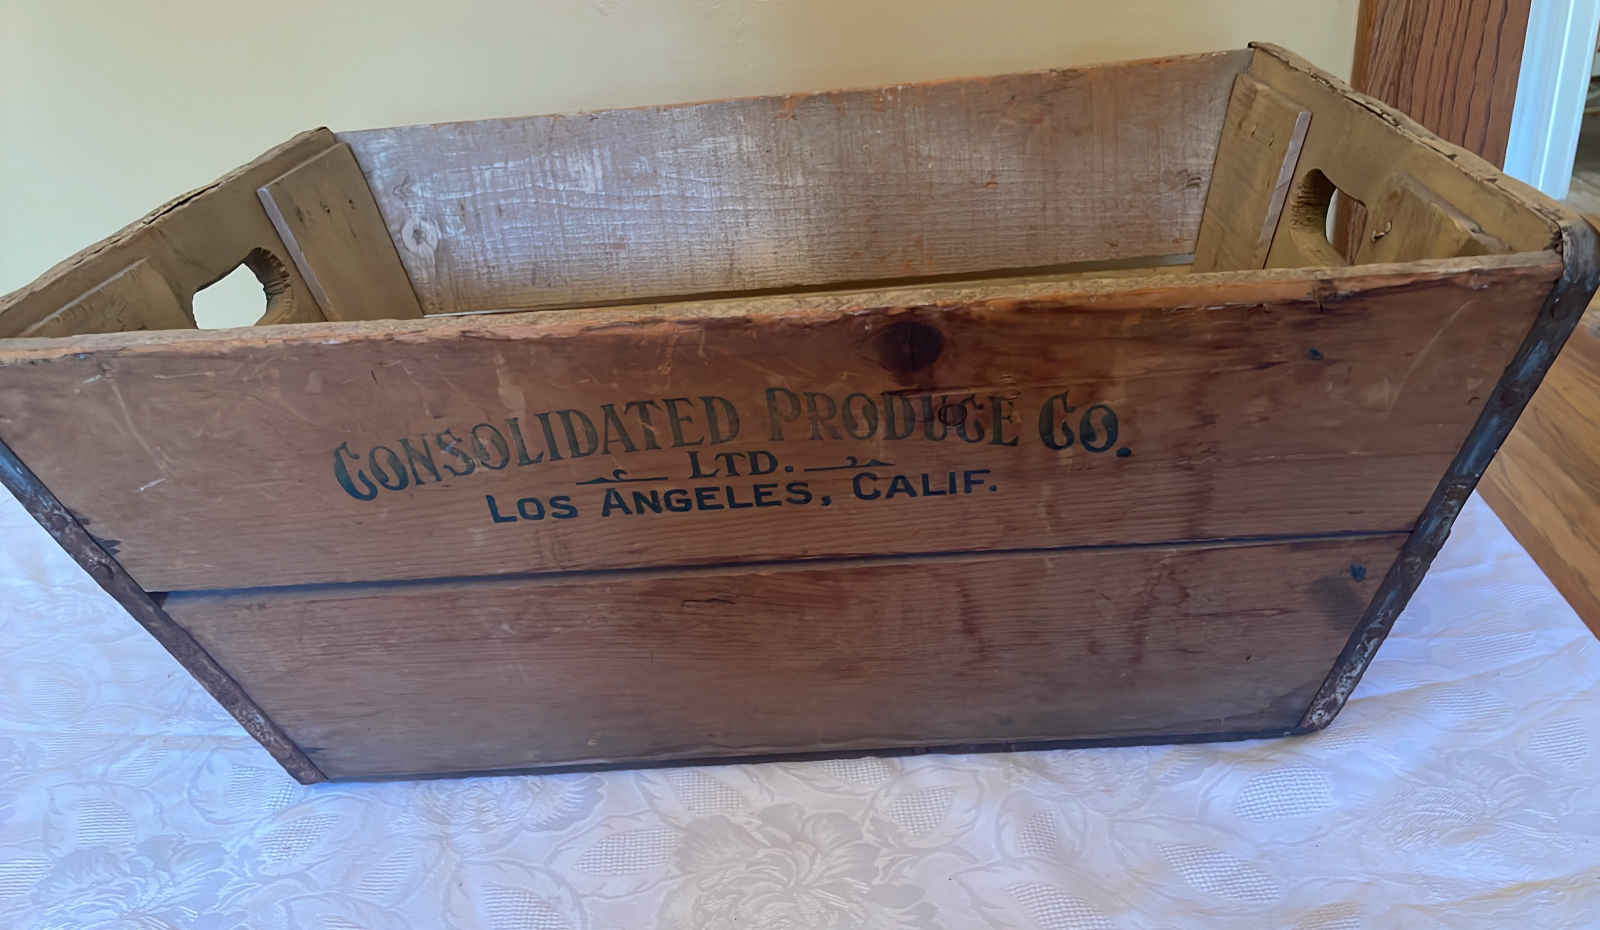 CONSOLIDATED PRODUCE CO.
LTD.
LOS ANGELES, CALIF.